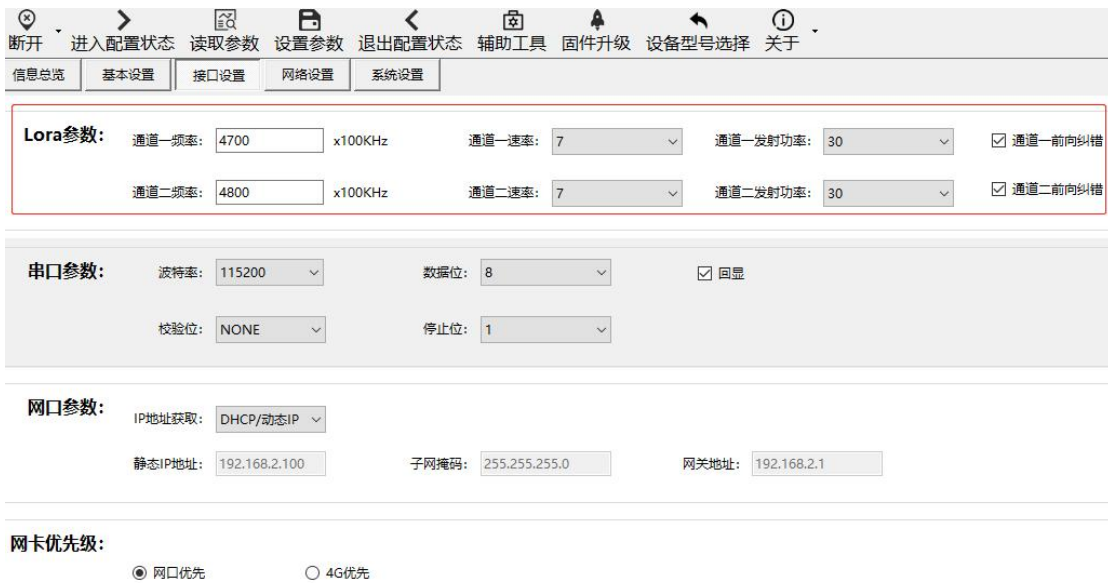 断开 进入配置状态 读取参数 设置参数 退出配置状态 辅助工具 固件升级 设备型号选择 关于
信息总览 基本设置 接口设置 网络设置 系统设置
Lora参数： 通道一频率： 4700 x100KHz 通道一速率： 7 通道一发射功率： 30 通道一前向纠错
通道二频率： 4800 x100KHz 通道二速率： 7 通道二发射功率： 30 通道二前向纠错
串口参数： 波特率： 115200 数据位： 8 回显
校验位： NONE 停止位： 1
网口参数： IP地址获取： DHCP/动态IP
静态IP地址： 192.168.2.100 子网掩码： 255.255.255.0 网关地址： 192.168.2.1
网卡优先级：
网口优先 4G优先